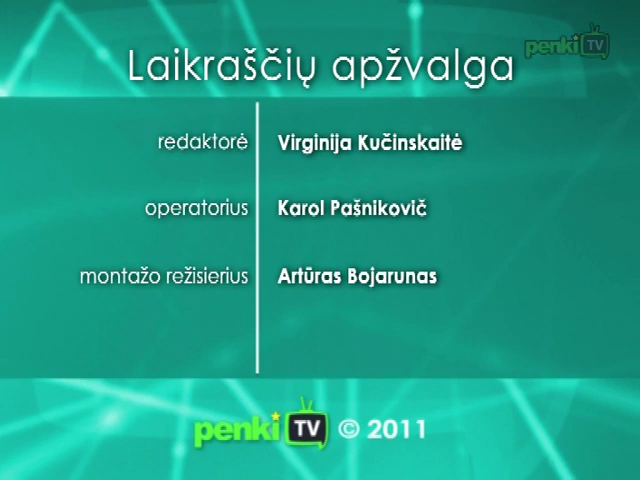 penki TV
Laikraščių apžvalga
redaktorė Virginija Kučinskaitė
operatorius Karol Pašnikovič
montažo režisierius Artūras Bojarunas
penki TV © 2011